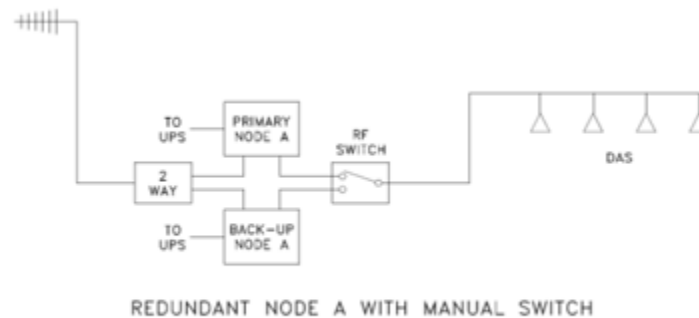 TO
UPS
PRIMARY
NODE A
RF
SWITCH
2
WAY
DAS
TO
UPS
BACK-UP
NODE A
REDUNDANT NODE A WITH MANUAL SWITCH